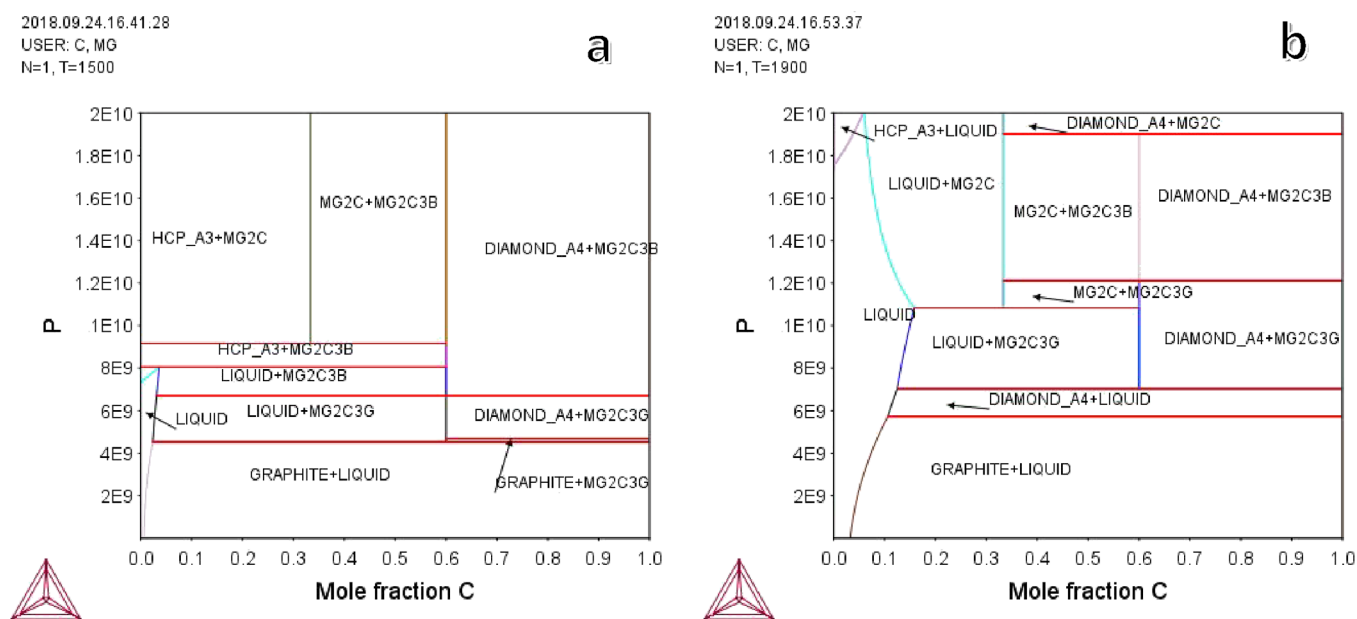 2018.09.24.16.41.28
USER: C, MG
N=1, T=1500
a
2E10
1.8E10
1.6E10
1.4E10
1.2E10
1E10
8E9
6E9
4E9
2E9
P
MG2C+MG2C3B
HCP_A3+MG2C
DIAMOND_A4+MG2C3B
HCP_A3+MG2C3B
LIQUID+MG2C3B
LIQUID
LIQUID+MG2C3G
DIAMOND_A4+MG2C3G
GRAPHITE+LIQUID
GRAPHITE+MG2C3G
0.0 0.1 0.2 0.3 0.4 0.5 0.6 0.7 0.8 0.9 1.0
Mole fraction C
2018.09.24.16.53.37
USER: C, MG
N=1, T=1900
b
2E10
1.8E10
1.6E10
1.4E10
1.2E10
1E10
8E9
6E9
4E9
2E9
P
HCP_A3+LIQUID
DIAMOND_A4+MG2C
LIQUID+MG2C
MG2C+MG2C3B
DIAMOND_A4+MG2C3B
MG2C+MG2C3G
LIQUID
LIQUID+MG2C3G
DIAMOND_A4+MG2C3G
DIAMOND_A4+LIQUID
GRAPHITE+LIQUID
0.0 0.1 0.2 0.3 0.4 0.5 0.6 0.7 0.8 0.9 1.0
Mole fraction C